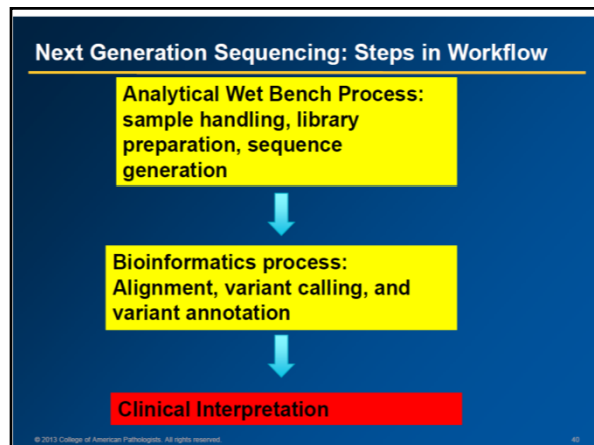 Next Generation Sequencing: Steps in Workflow
Analytical Wet Bench Process:
sample handling, library
preparation, sequence
generation
Bioinformatics process:
Alignment, variant calling, and
variant annotation
Clinical Interpretation
© 2013 College of American Pathologists. All rights reserved.
40